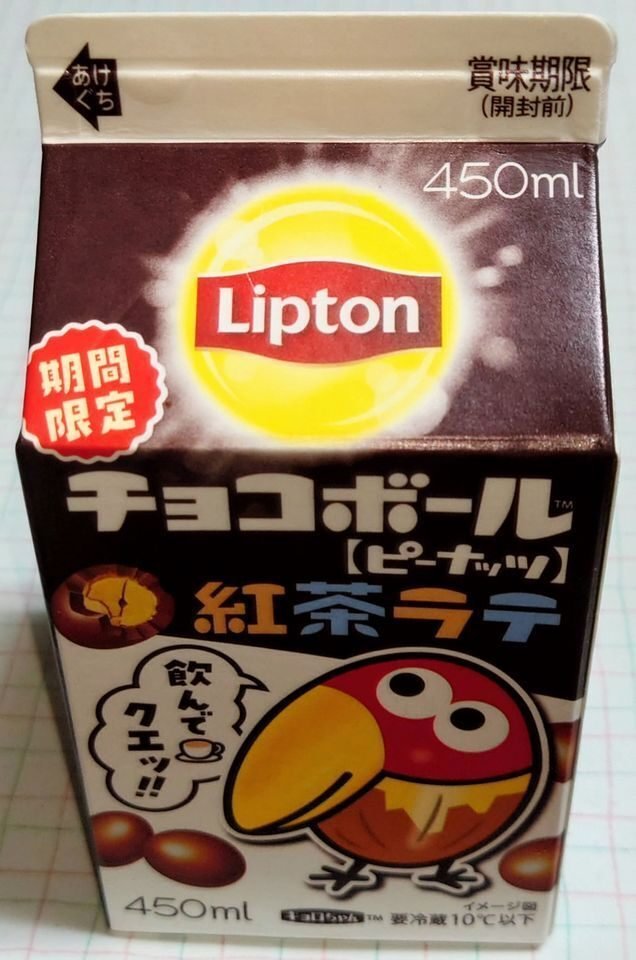 あけ
ぐち
賞味期限
(開封前)
450ml
Lipton
期間
限定
チョコボール™
【ピーナッツ】
紅茶ラテ
飲んで
クエッ!!
イメージ図
450ml
キョロちゃん™ 要冷蔵10℃以下